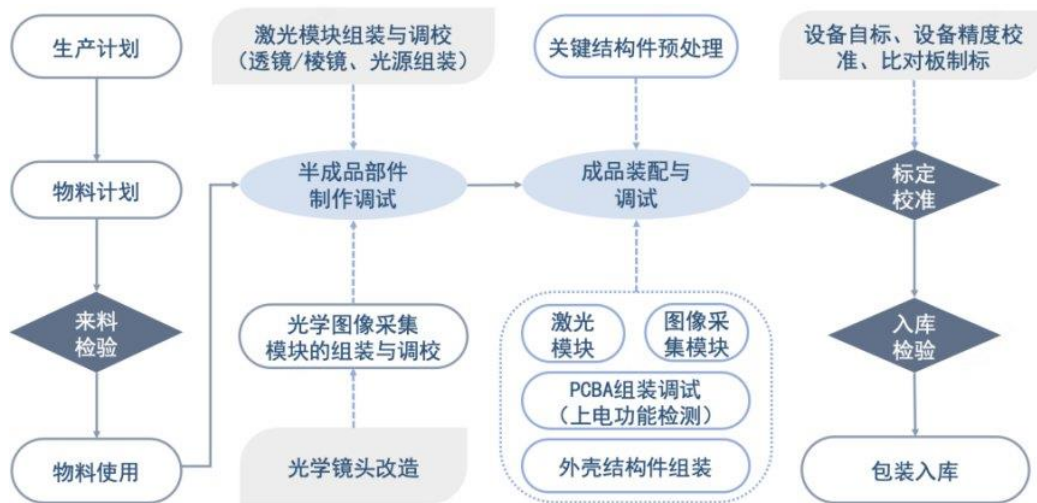 生产计划
物料计划
来料
检验
物料使用
激光模块组装与调校
（透镜/棱镜、光源组装）
半成品部件
制作调试
光学图像采集
模块的组装与调校
光学镜头改造
关键结构件预处理
成品装配与
调试
激光
模块
图像采
集模块
PCBA组装调试
（上电功能检测）
外壳结构件组装
设备自标、设备精度校
准、比对板制标
标定
校准
入库
检验
包装入库